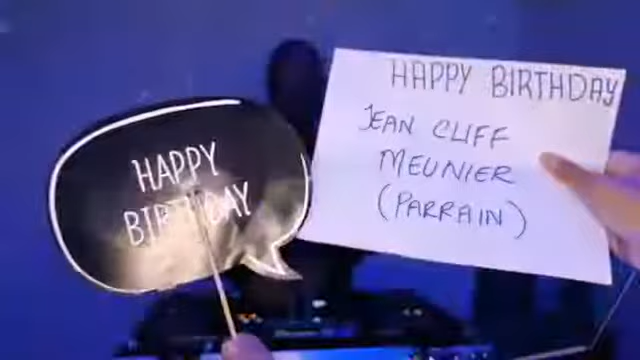 HAPPY
BIRTHDAY
HAPPY BIRTHDAY
JEAN CLIFF
MEUNIER
(PARRAIN)